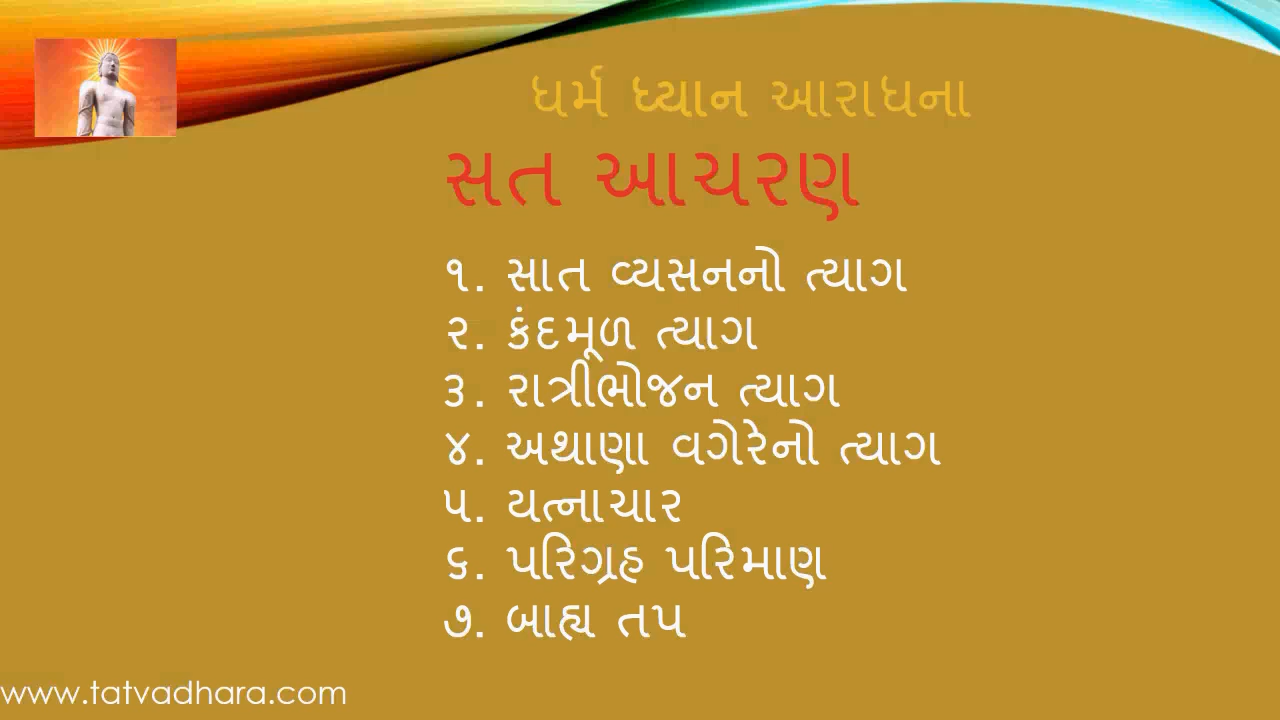 ધર્મ ધ્યાન આરાધના
સત આચરણ
૧. સાત વ્યસનનો ત્યાગ
૨. કંદમૂળ ત્યાગ
૩. રાત્રીભોજન ત્યાગ
૪. અથાણા વગેરેનો ત્યાગ
૫. યત્નાચાર
૬. પરિગ્રહ પરિમાણ
૭. બાહ્ય તપ
www.tatvadhara.com